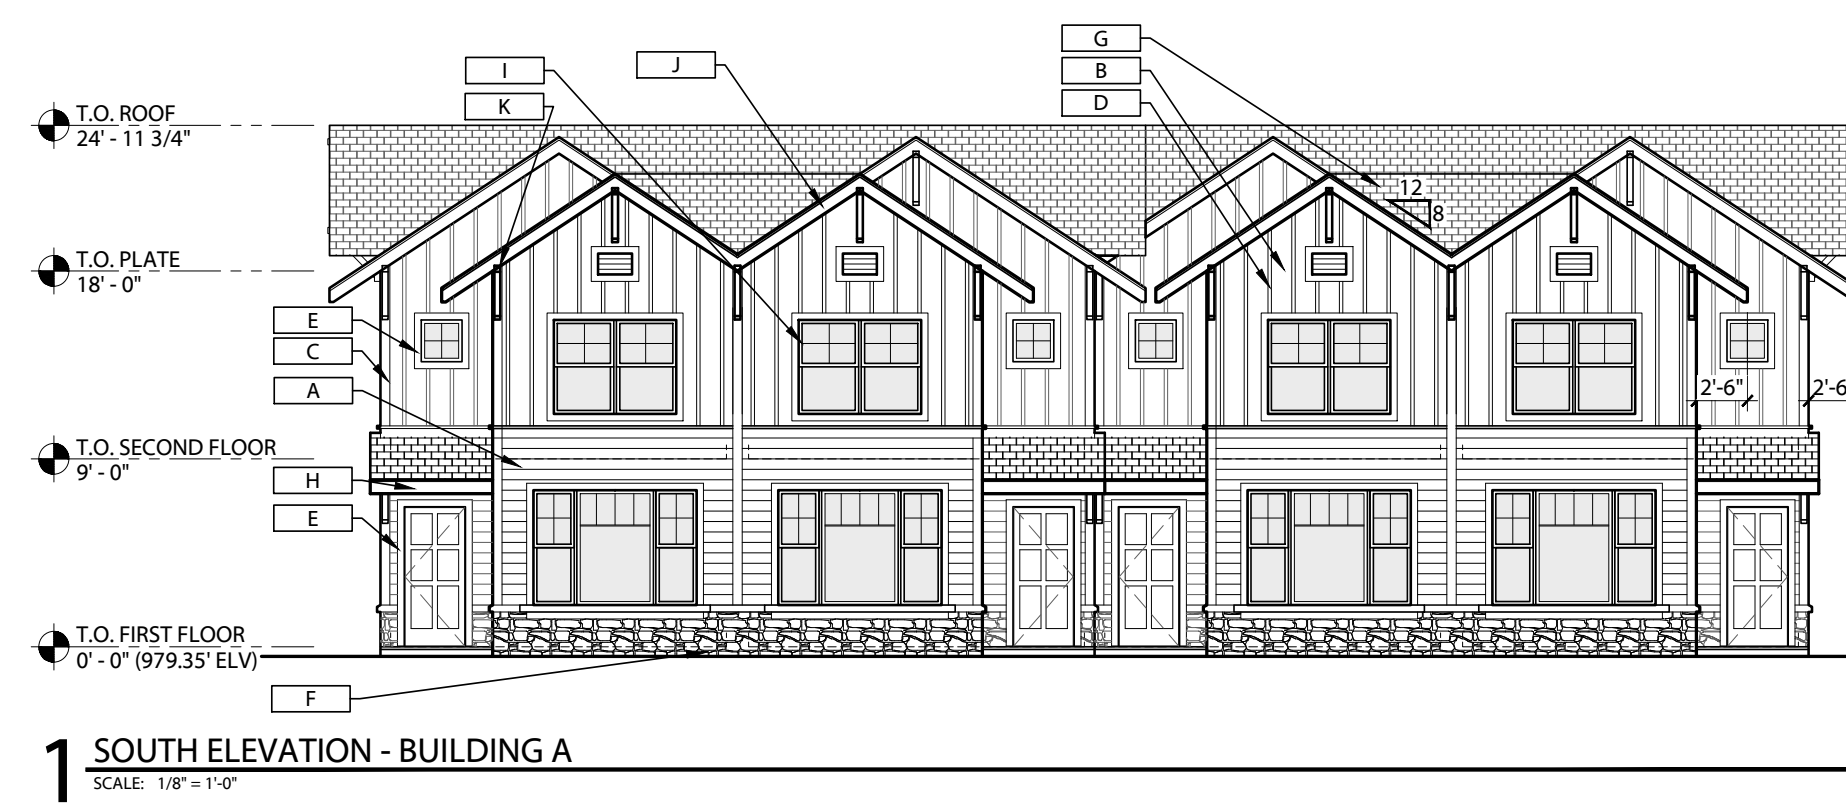 G
I
J
B
K
D
T.O. ROOF
24' - 11 3/4"
12
8
T.O. PLATE
18' - 0"
E
C
A
2'-6"
2'-6
T.O. SECOND FLOOR
9' - 0"
H
E
T.O. FIRST FLOOR
0' - 0" (979.35' ELV)
F
1 SOUTH ELEVATION - BUILDING A
SCALE: 1/8" = 1'-0"